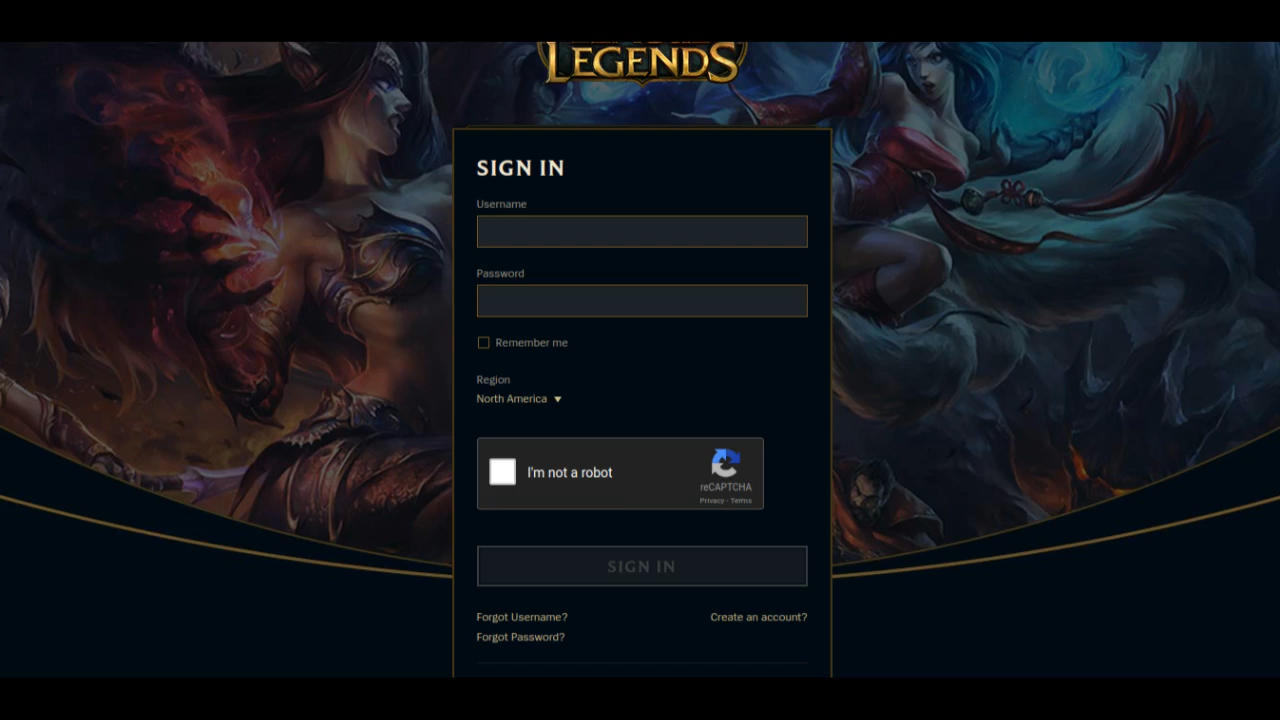 LEGENDS
SIGN IN
Username
Password
Remember me
Region
North America
I'm not a robot
reCAPTCHA
Privacy - Terms
SIGN IN
Forgot Username?
Create an account?
Forgot Password?